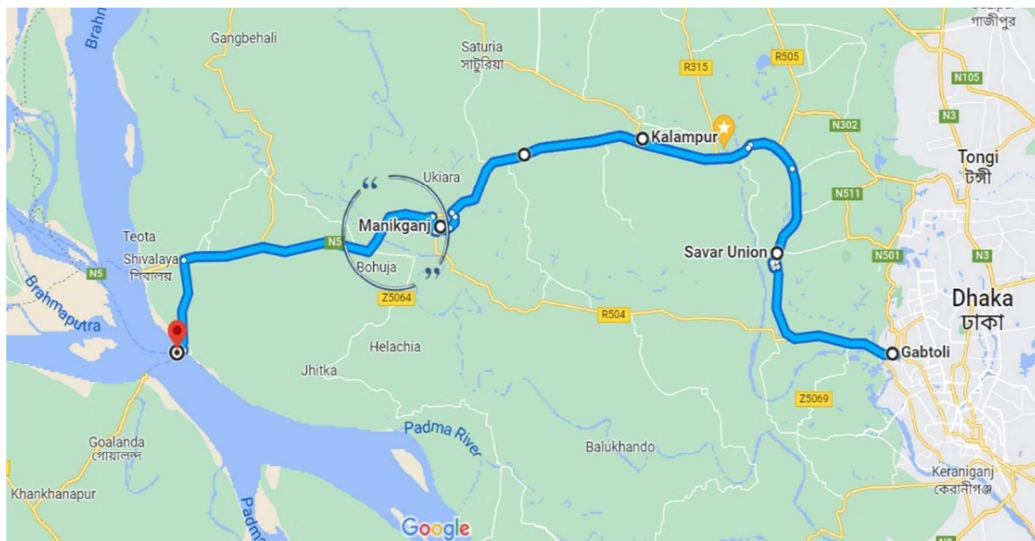 গাজীপুর
Brahm
Gangbehali
Saturia
সাটুরিয়া
R315
R505
N105
N3
N302
Kalampur
Tongi
টঙ্গী
Ukiara
N511
“
Manikganj
”
Teota
Shivalaya
শিবালয়
N5
N5
Bohuja
Savar Union
N501
N3
Z5064
Brahmaputra
R504
Dhaka
ঢাকা
Helachia
Jhitka
Gabtoli
Z5069
Goalanda
গোয়ালন্দ
Padma River
Balukhando
Keraniganj
কেরানীগঞ্জ
Khankhanapur
Padma
Google